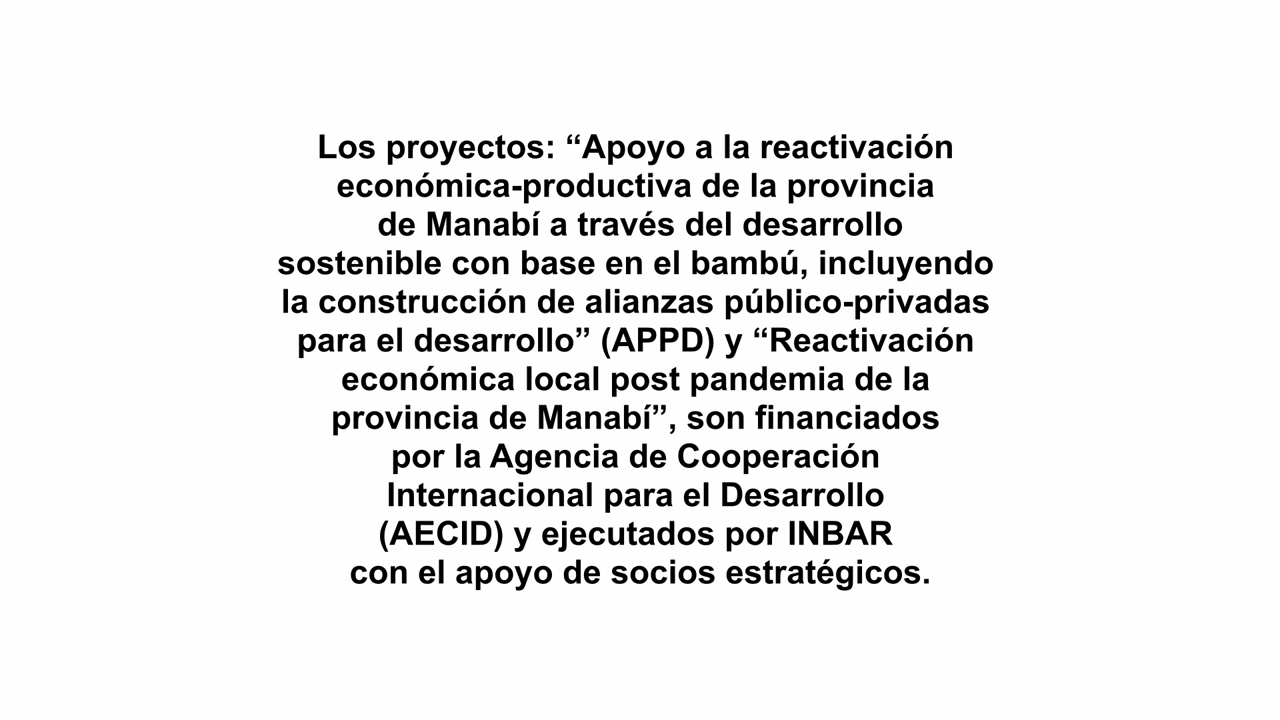 Los proyectos: “Apoyo a la reactivación
económica-productiva de la provincia
de Manabí a través del desarrollo
sostenible con base en el bambú, incluyendo
la construcción de alianzas público-privadas
para el desarrollo” (APPD) y “Reactivación
económica local post pandemia de la
provincia de Manabí”, son financiados
por la Agencia de Cooperación
Internacional para el Desarrollo
(AECID) y ejecutados por INBAR
con el apoyo de socios estratégicos.